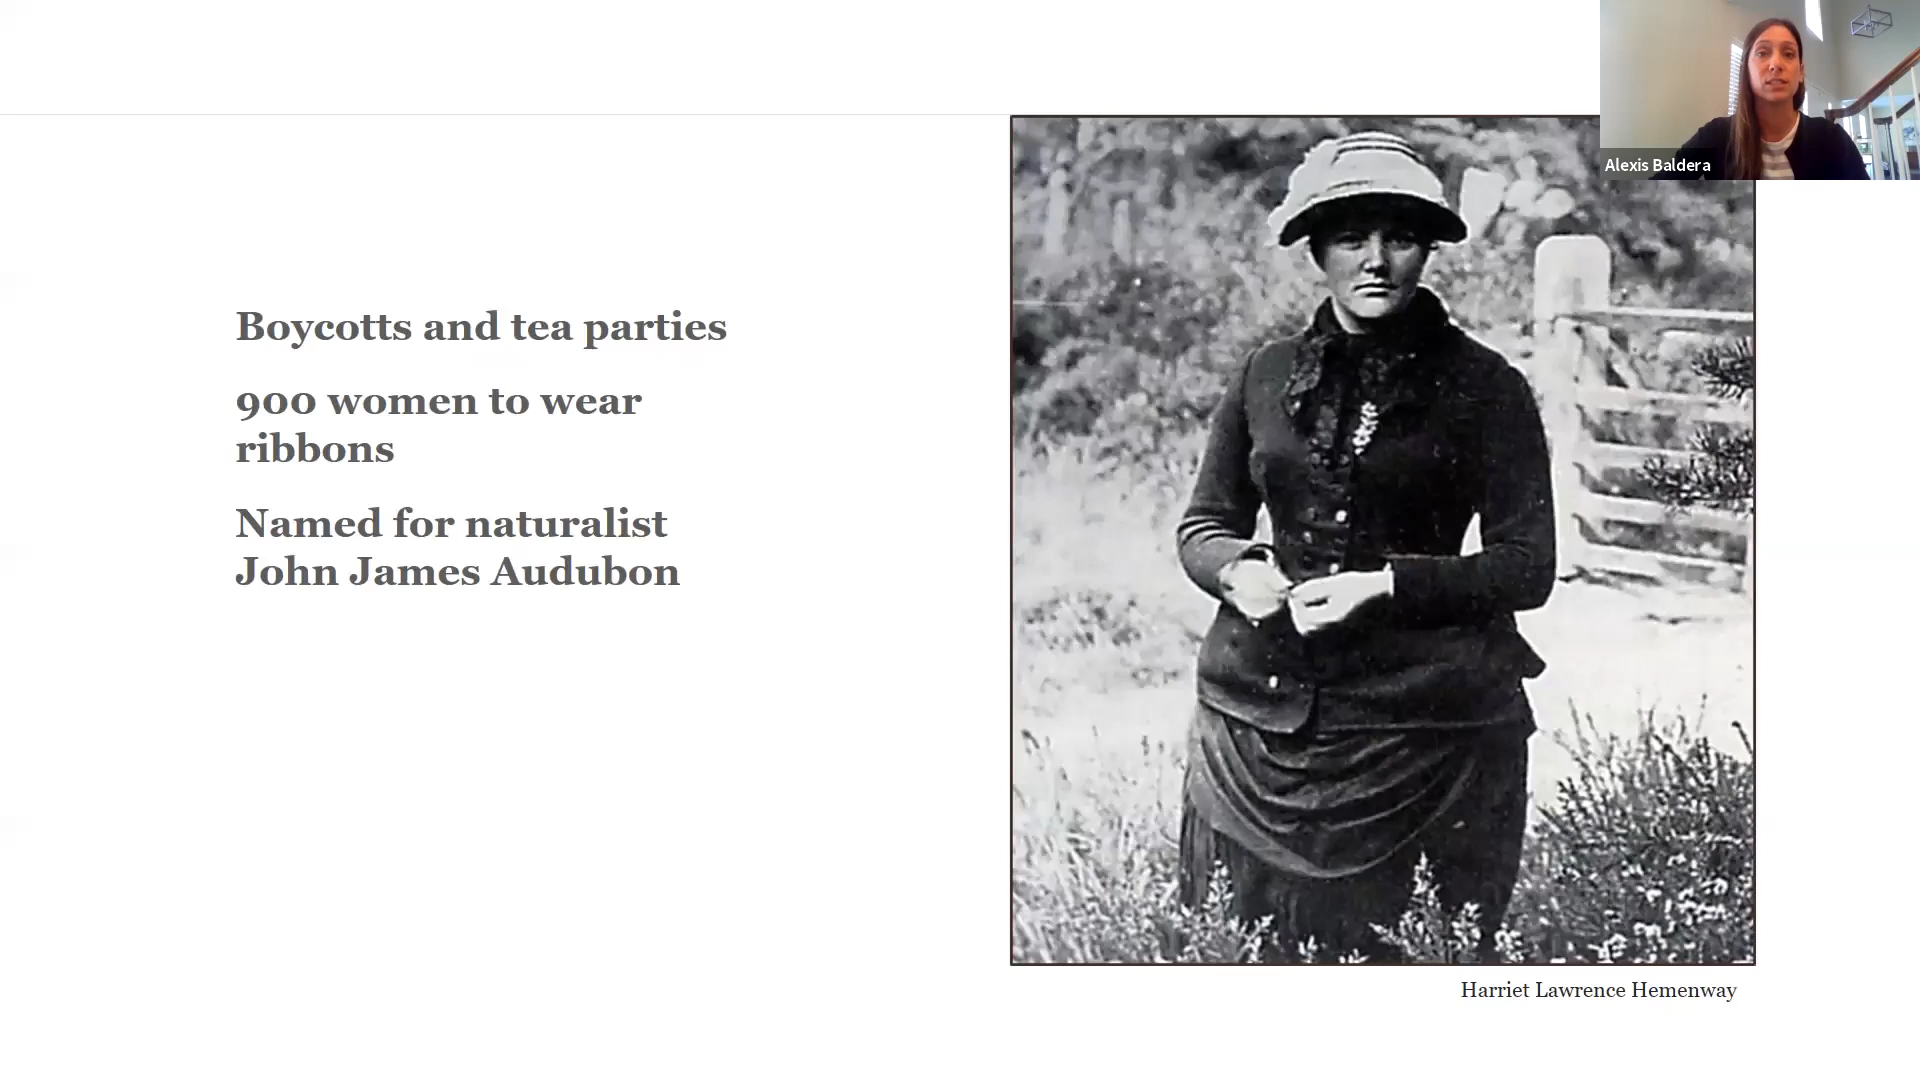 Alexis Baldera
Boycotts and tea parties
900 women to wear
ribbons
Named for naturalist
John James Audubon
Harriet Lawrence Hemenway